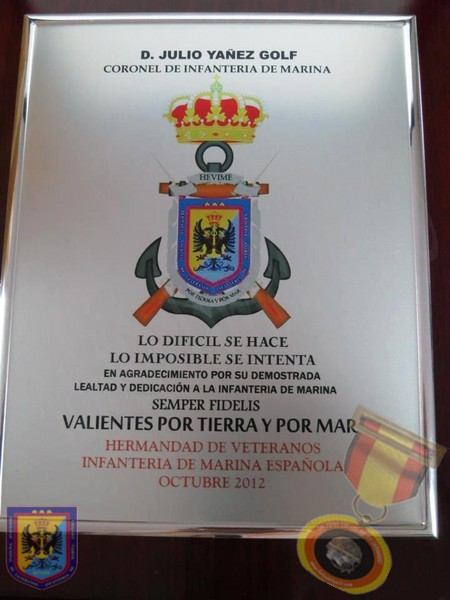 D. JULIO YAÑEZ GOLF
CORONEL DE INFANTERIA DE MARINA
HEVIME
POR TIERRA Y POR MAR
LO DIFICIL SE HACE
LO IMPOSIBLE SE INTENTA
EN AGRADECIMIENTO POR SU DEMOSTRADA
LEALTAD Y DEDICACIÓN A LA INFANTERIA DE MARINA
SEMPER FIDELIS
VALIENTES POR TIERRA Y POR MAR
HERMANDAD DE VETERANOS
INFANTERIA DE MARINA ESPAÑOLA
OCTUBRE 2012